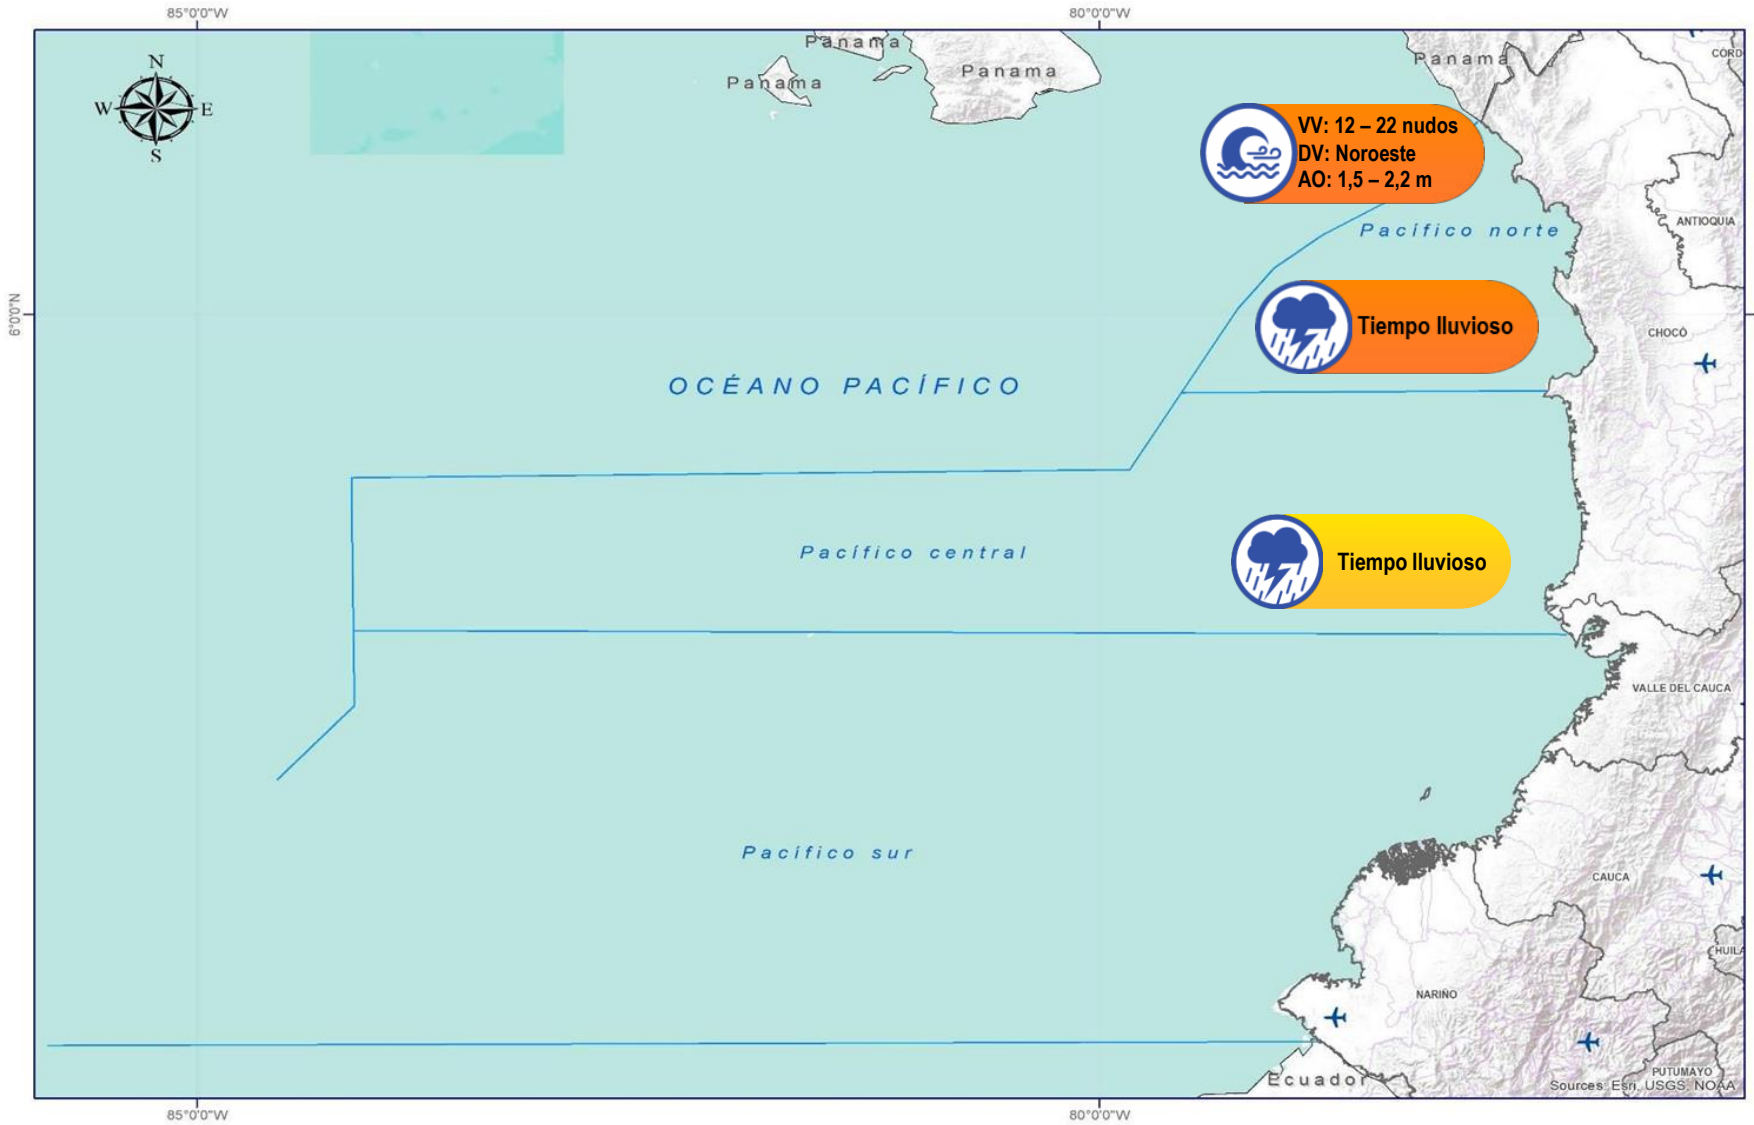 85°0'0"W
80°0'0"W
Panama
Panama
Panama
Panama
CÓRD
N
W
E
S
VV: 12 – 22 nudos
DV: Noroeste
AO: 1,5 – 2,2 m
ANTIOQUIA
Pacífico norte
6°0'0"N
Tiempo lluvioso
CHOCÓ
OCÉANO PACÍFICO
Pacífico central
Tiempo lluvioso
VALLE DEL CAUCA
Pacífico sur
CAUCA
HUILA
NARIÑO
PUTUMAYO
Ecuador
Sources: Esri, USGS, NOAA
85°0'0"W
80°0'0"W